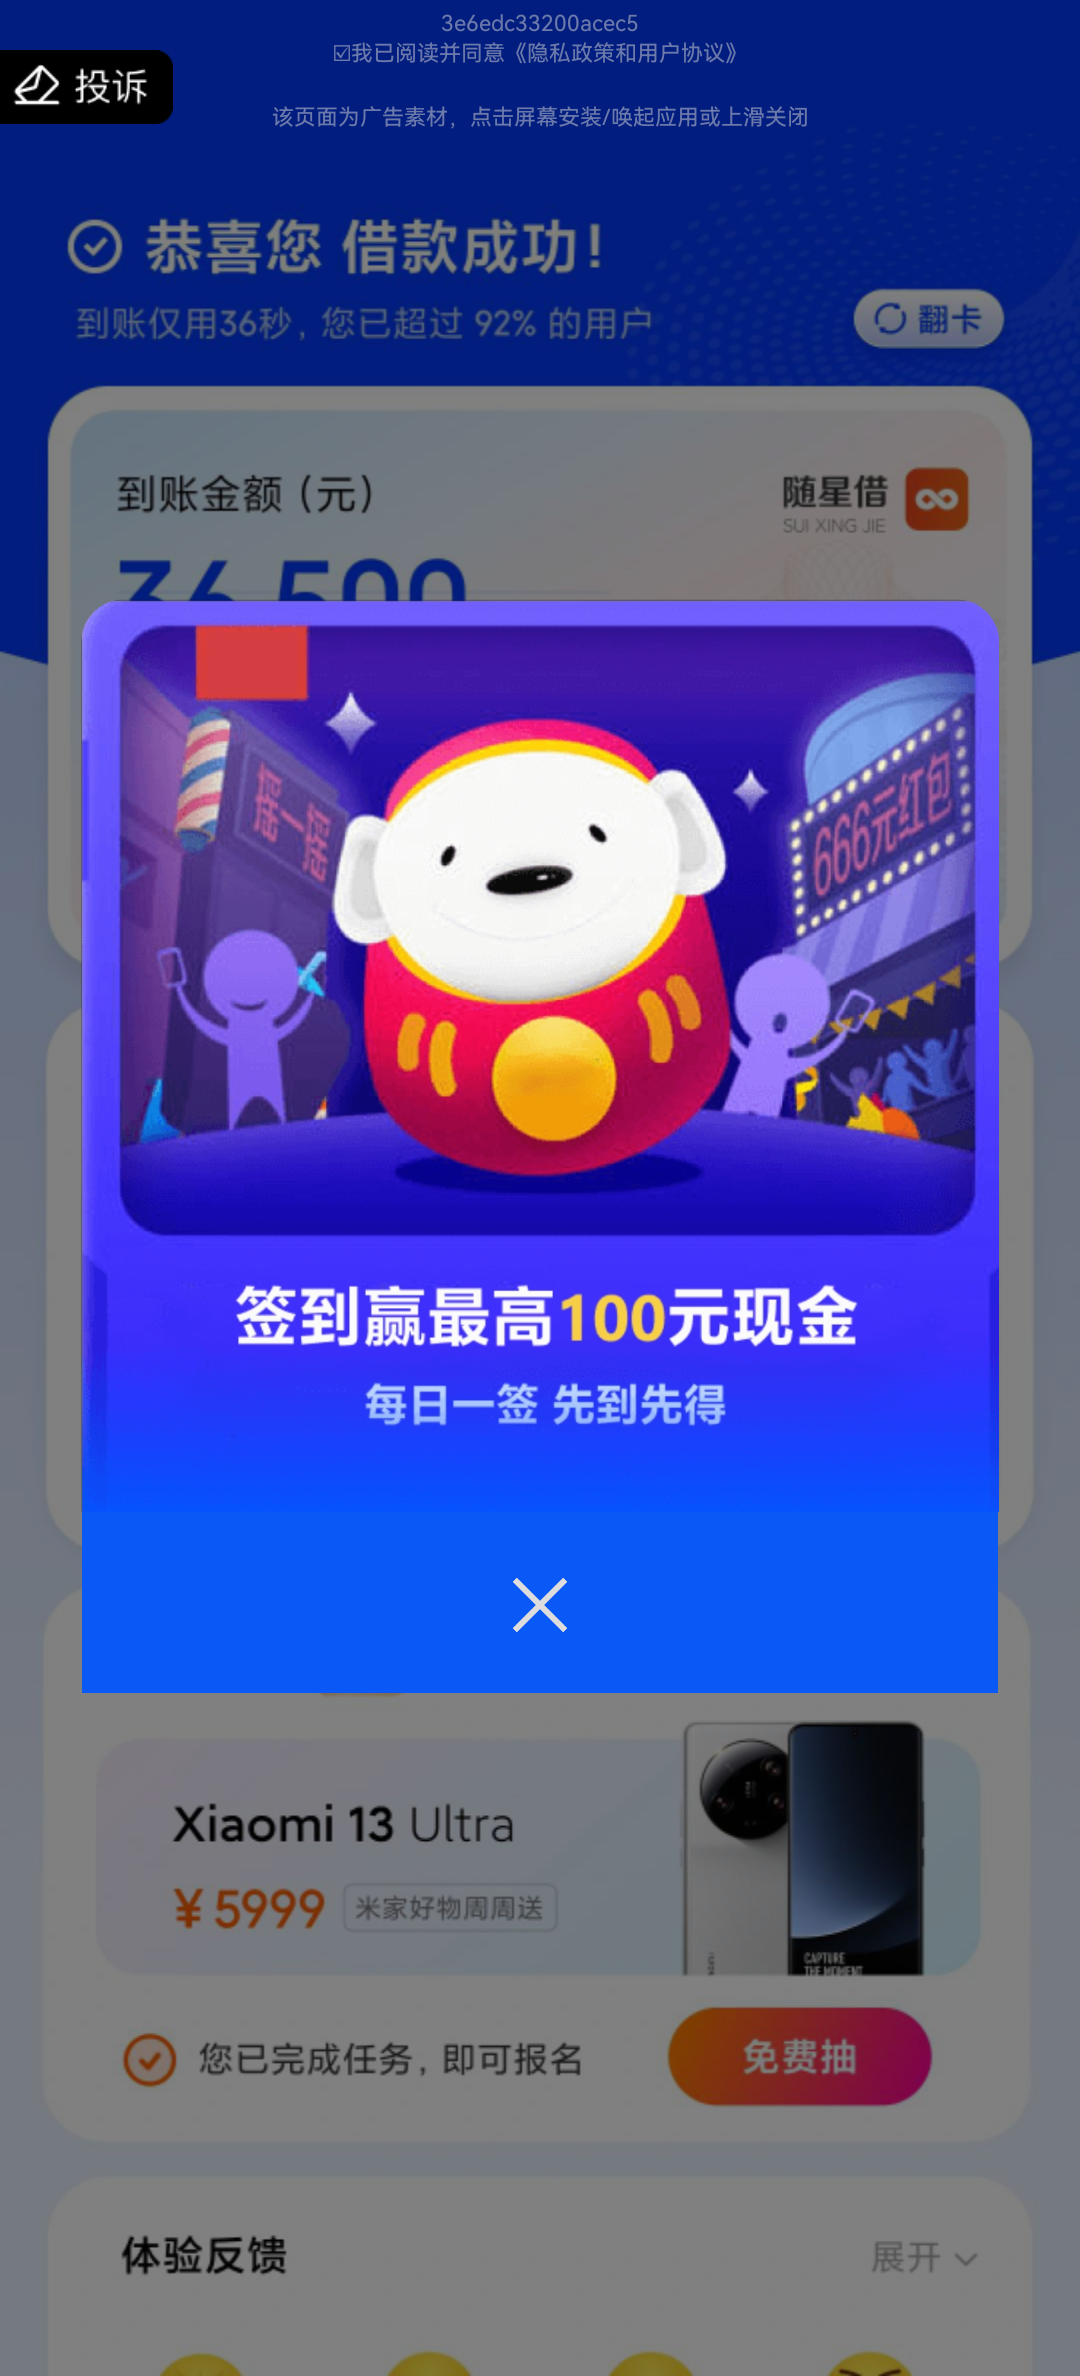 3e6edc33200acec5
☑我已阅读并同意《隐私政策和用户协议》
投诉
该页面为广告素材，点击屏幕安装/唤起应用或上滑关闭
恭喜您 借款成功！
到账仅用36秒，您已超过 92% 的用户
翻卡
到账金额（元）
随星借
SUI XING JIE
36,500
摇一摇
666元红包
签到赢最高100元现金
每日一签 先到先得
Xiaomi 13 Ultra
¥5999 米家好物周周送
CAPTURE
THE MOMENT
您已完成任务，即可报名
免费抽
体验反馈
展开